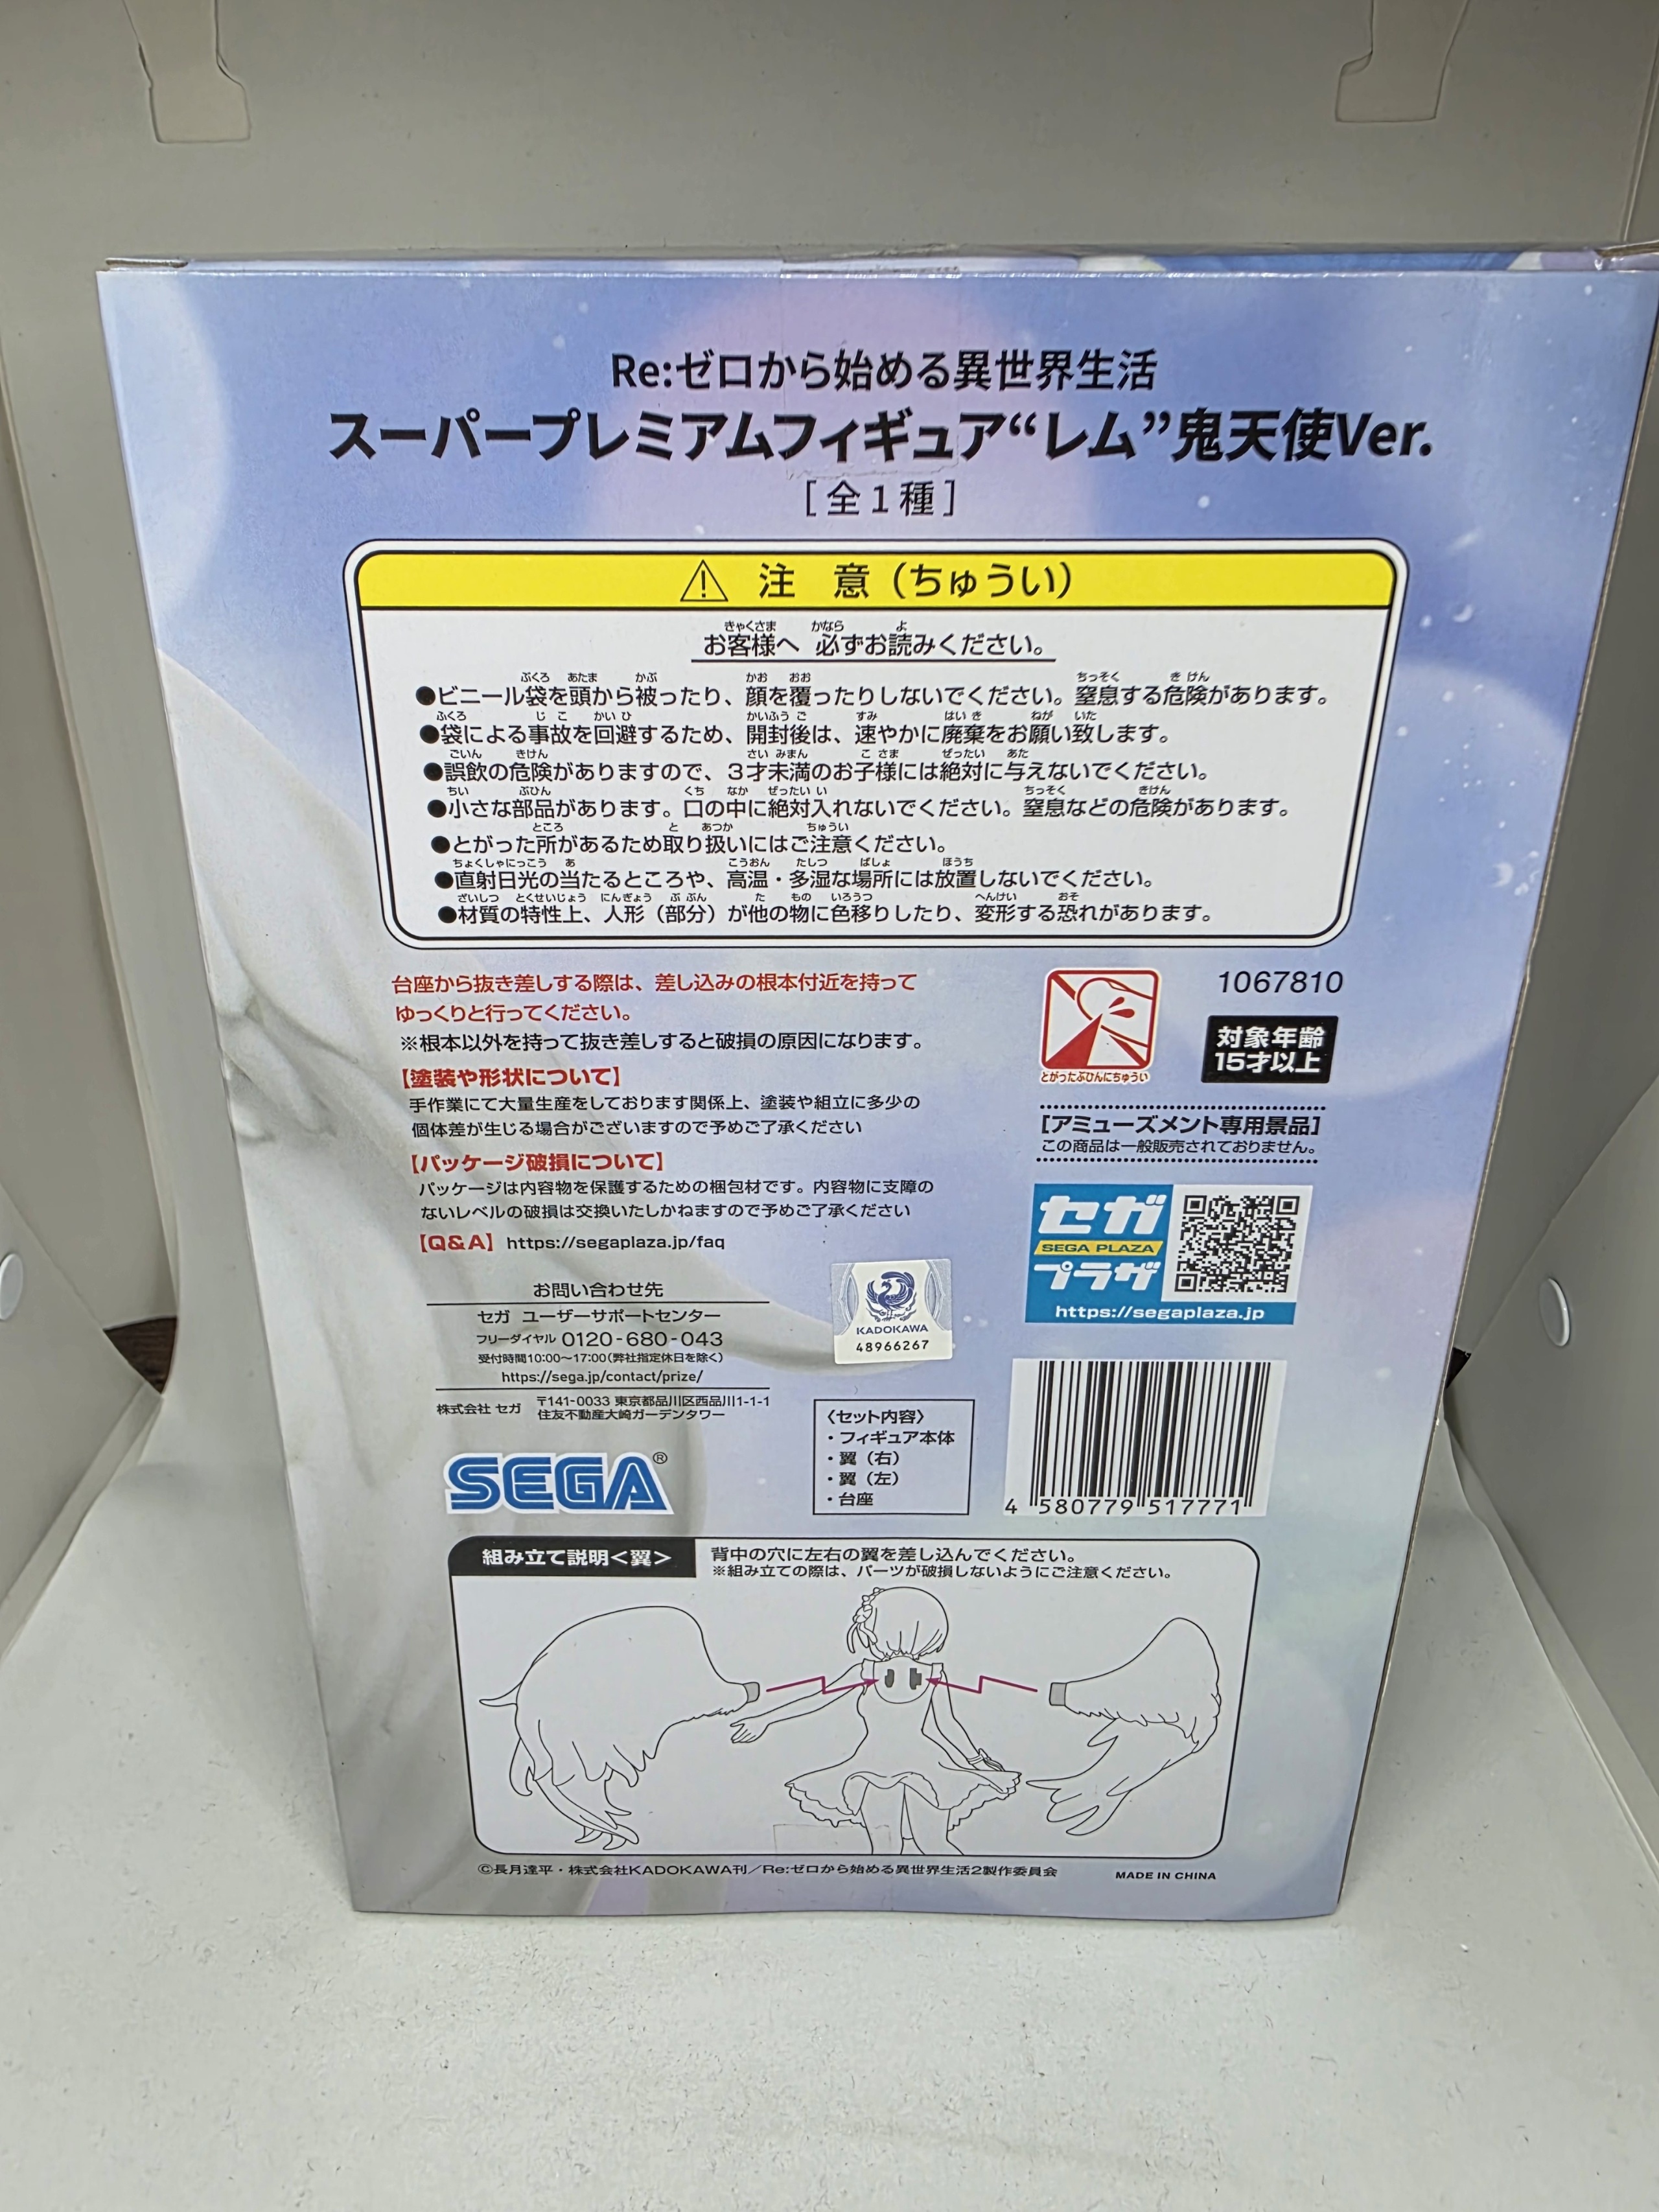 Re:ゼロから始める異世界生活
スーパープレミアムフィギュア“レム”鬼天使Ver.
[全1種]
注 意(ちゅうい)
お客様へ 必ずお読みください。
●ビニール袋を頭から被ったり、顔を覆ったりしないでください。窒息する危険があります。
●袋による事故を回避するため、開封後は、速やかに廃棄をお願い致します。
●誤飲の危険がありますので、3才未満のお子様には絶対に与えないでください。
●小さな部品があります。口の中に絶対入れないでください。窒息などの危険があります。
●とがった所があるため取り扱いにはご注意ください。
●直射日光の当たるところや、高温・多湿な場所には放置しないでください。
●材質の特性上、人形(部分)が他の物に色移りしたり、変形する恐れがあります。
台座から抜き差しする際は、差し込みの根本付近を持って
ゆっくりと行ってください。
※根本以外を持って抜き差しすると破損の原因になります。
【塗装や形状について】
手作業にて大量生産をしております関係上、塗装や組立に多少の
個体差が生じる場合がございますので予めご了承ください
【パッケージ破損について】
パッケージは内容物を保護するための梱包材です。内容物に支障の
ないレベルの破損は交換いたしかねますので予めご了承ください
【Q&A】 https://segaplaza.jp/faq
お問い合わせ先
セガ ユーザーサポートセンター
フリーダイヤル 0120-680-043
受付時間10:00〜17:00(弊社指定休日を除く)
https://sega.jp/contact/prize/
株式会社 セガ
〒141-0033 東京都品川区西品川1-1-1
住友不動産大崎ガーデンタワー
SEGA®
KADOKAWA
48966267
〈セット内容〉
・フィギュア本体
・翼(右)
・翼(左)
・台座
とがったぶひんにちゅうい
1067810
対象年齢
15才以上
[アミューズメント専用景品]
この商品は一般販売されておりません。
セガ
SEGA PLAZA
プラザ
https://segaplaza.jp
4 580779 517771
組み立て説明<翼>
背中の穴に左右の翼を差し込んでください。
※組み立ての際は、パーツが破損しないようにご注意ください。
©長月達平・株式会社KADOKAWA刊/Re:ゼロから始める異世界生活2製作委員会
MADE IN CHINA